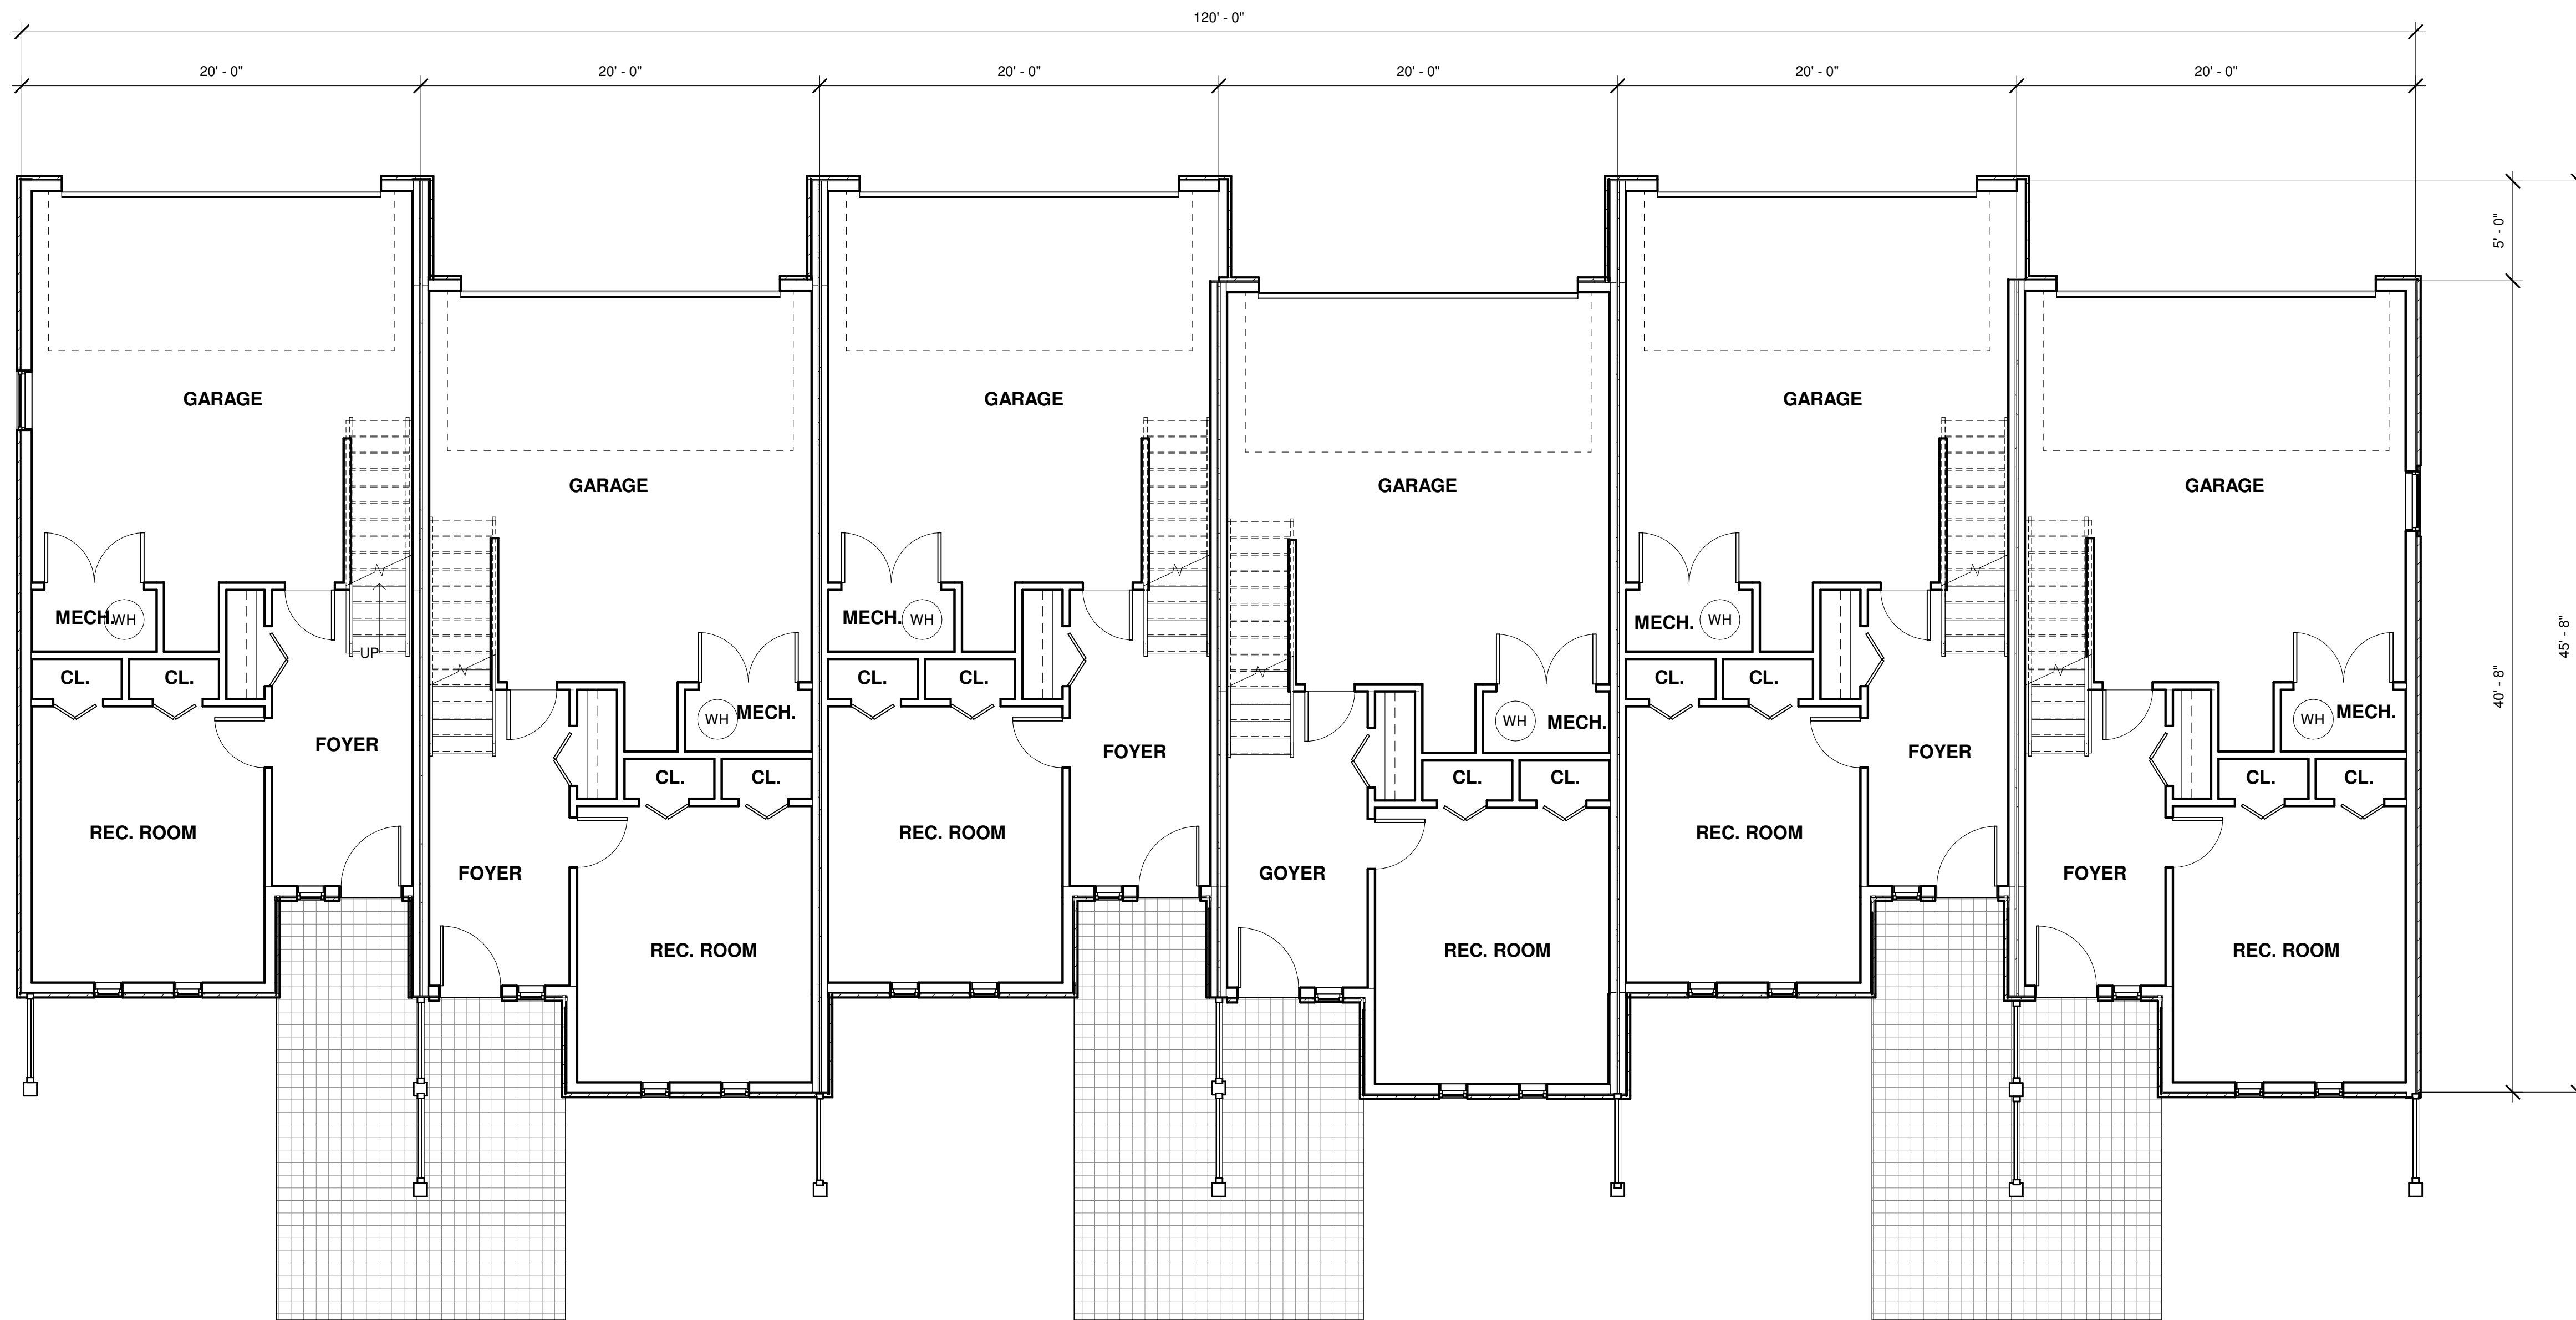 120' - 0"
20' - 0"
20' - 0"
20' - 0"
20' - 0"
20' - 0"
20' - 0"
5' - 0"
GARAGE
GARAGE
GARAGE
GARAGE
GARAGE
GARAGE
MECH.
WH
MECH.
WH
MECH.
WH
UP
CL.
CL.
CL.
CL.
CL.
CL.
40' - 8"
45' - 8"
WH
MECH.
WH
MECH.
WH
MECH.
FOYER
FOYER
FOYER
CL.
CL.
CL.
CL.
CL.
CL.
REC. ROOM
REC. ROOM
REC. ROOM
FOYER
GOYER
FOYER
REC. ROOM
REC. ROOM
REC. ROOM